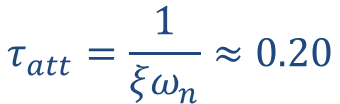 τ_att = 1/(ξω_n) ≈ 0.20